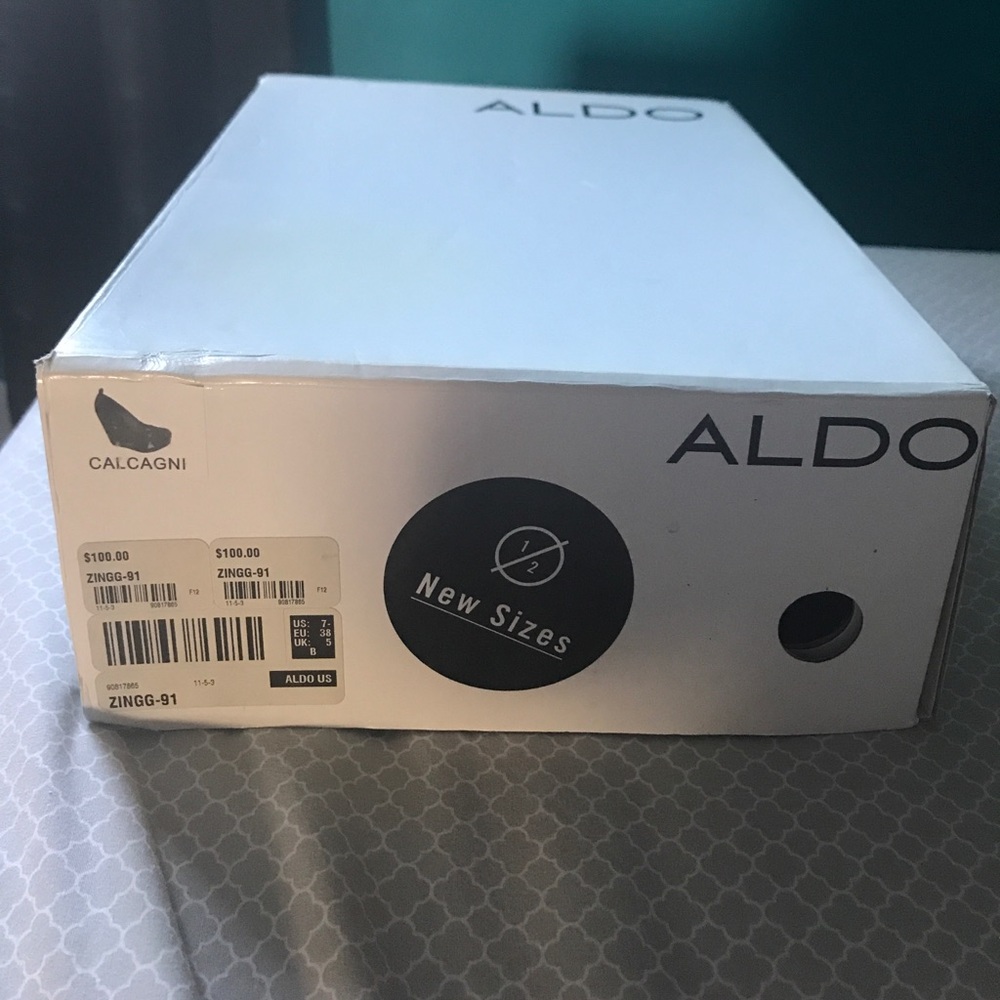 ALDO
CALCAGNI
ALDO
1/2
New Sizes
$100.00
$100.00
ZINGG-91
ZINGG-91
F12
F12
11-5-3
90817865
11-5-3
90817865
US: 7-
EU: 38
UK: 5
B
90817865
11-5-3
ALDO US
ZINGG-91